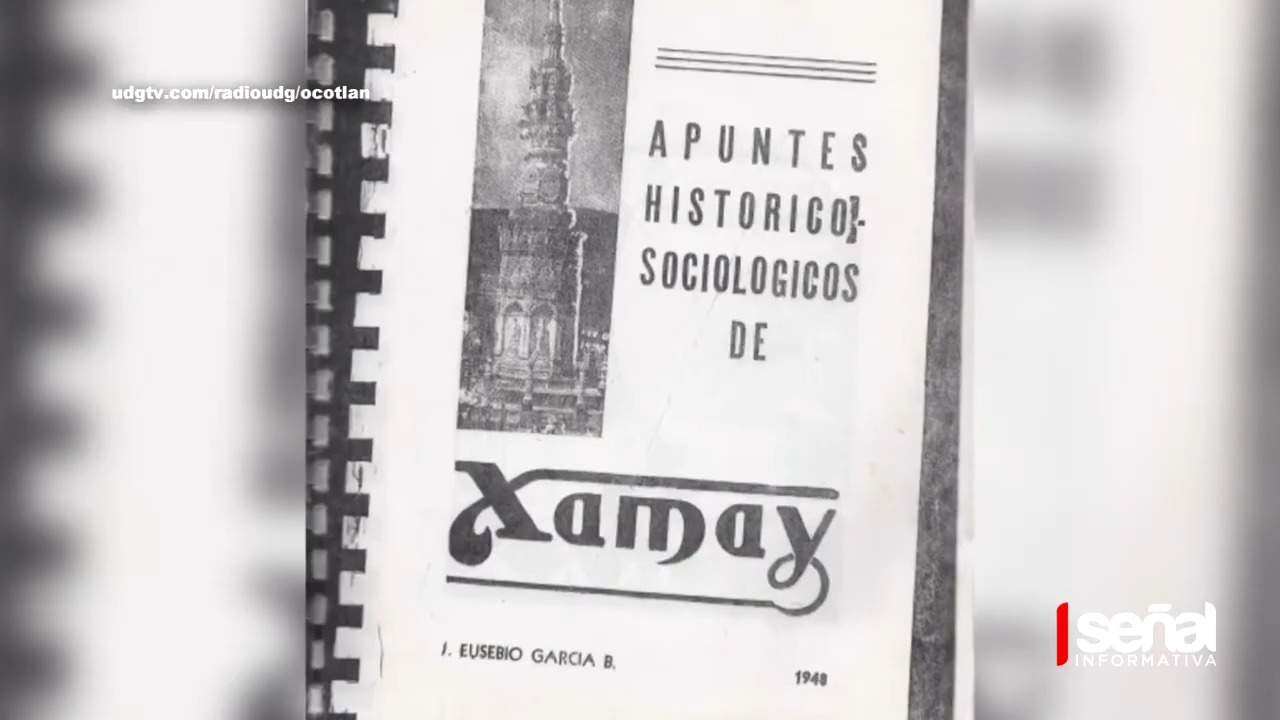 udgtv.com/radioudg/ocotlan
APUNTES
HISTORICO-
SOCIOLOGICOS
DE
Xamay
J. EUSEBIO GARCIA B.
1948
señal
INFORMATIVA